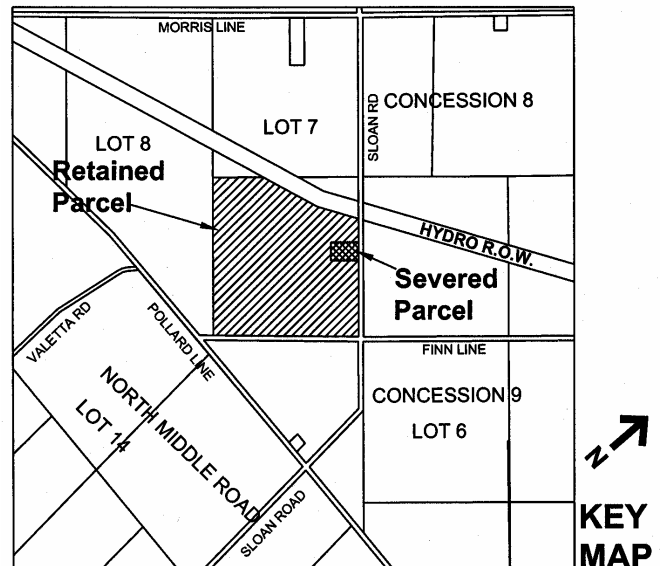 MORRIS LINE
SLOAN RD
CONCESSION 8
LOT 7
LOT 8
Retained
Parcel
HYDRO R.O.W.
Severed
Parcel
VALETTA RD
POLLARD LINE
FINN LINE
NORTH MIDDLE ROAD
LOT 14
CONCESSION 9
LOT 6
SLOAN ROAD
N
KEY
MAP